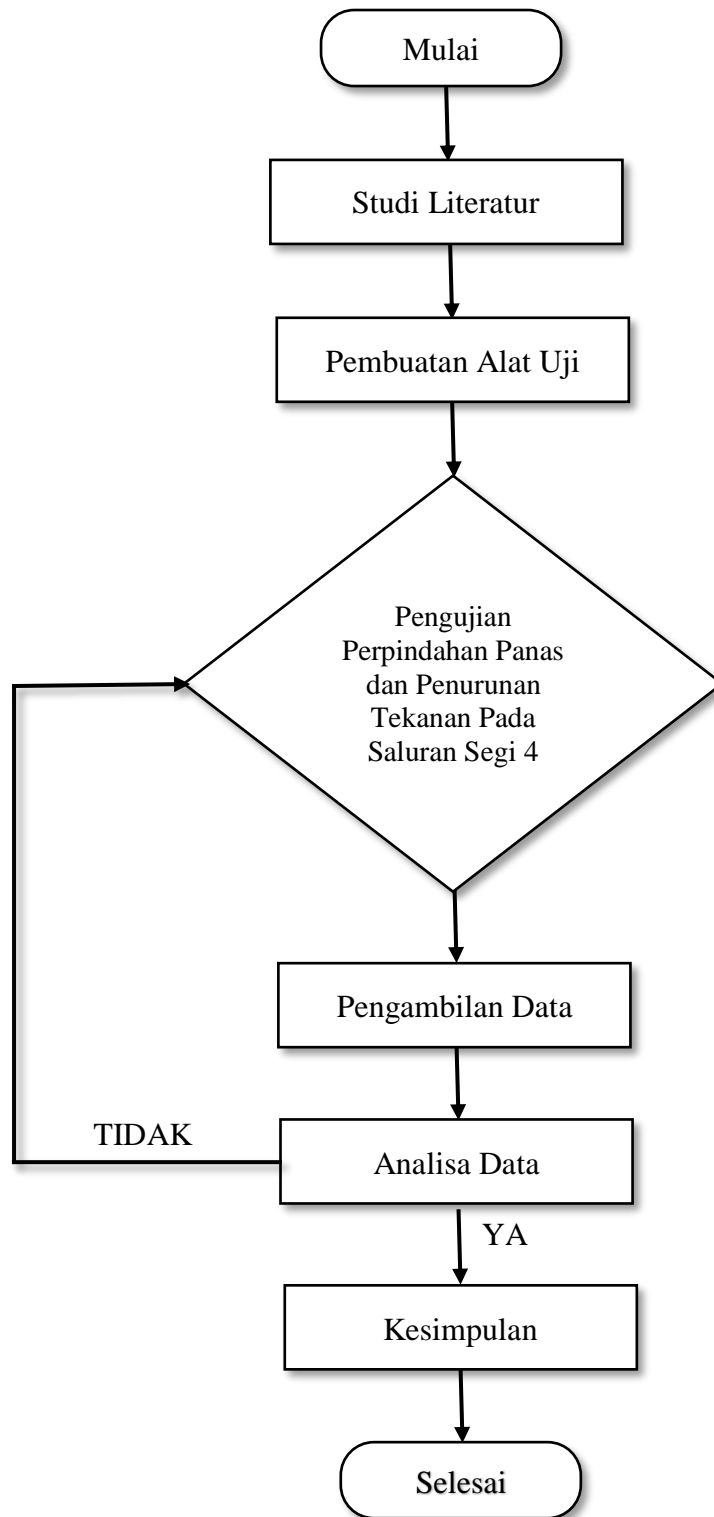 Mulai
Studi Literatur
Pembuatan Alat Uji
Pengujian
Perpindahan Panas
dan Penurunan
Tekanan Pada
Saluran Segi 4
Pengambilan Data
TIDAK
Analisa Data
YA
Kesimpulan
Selesai